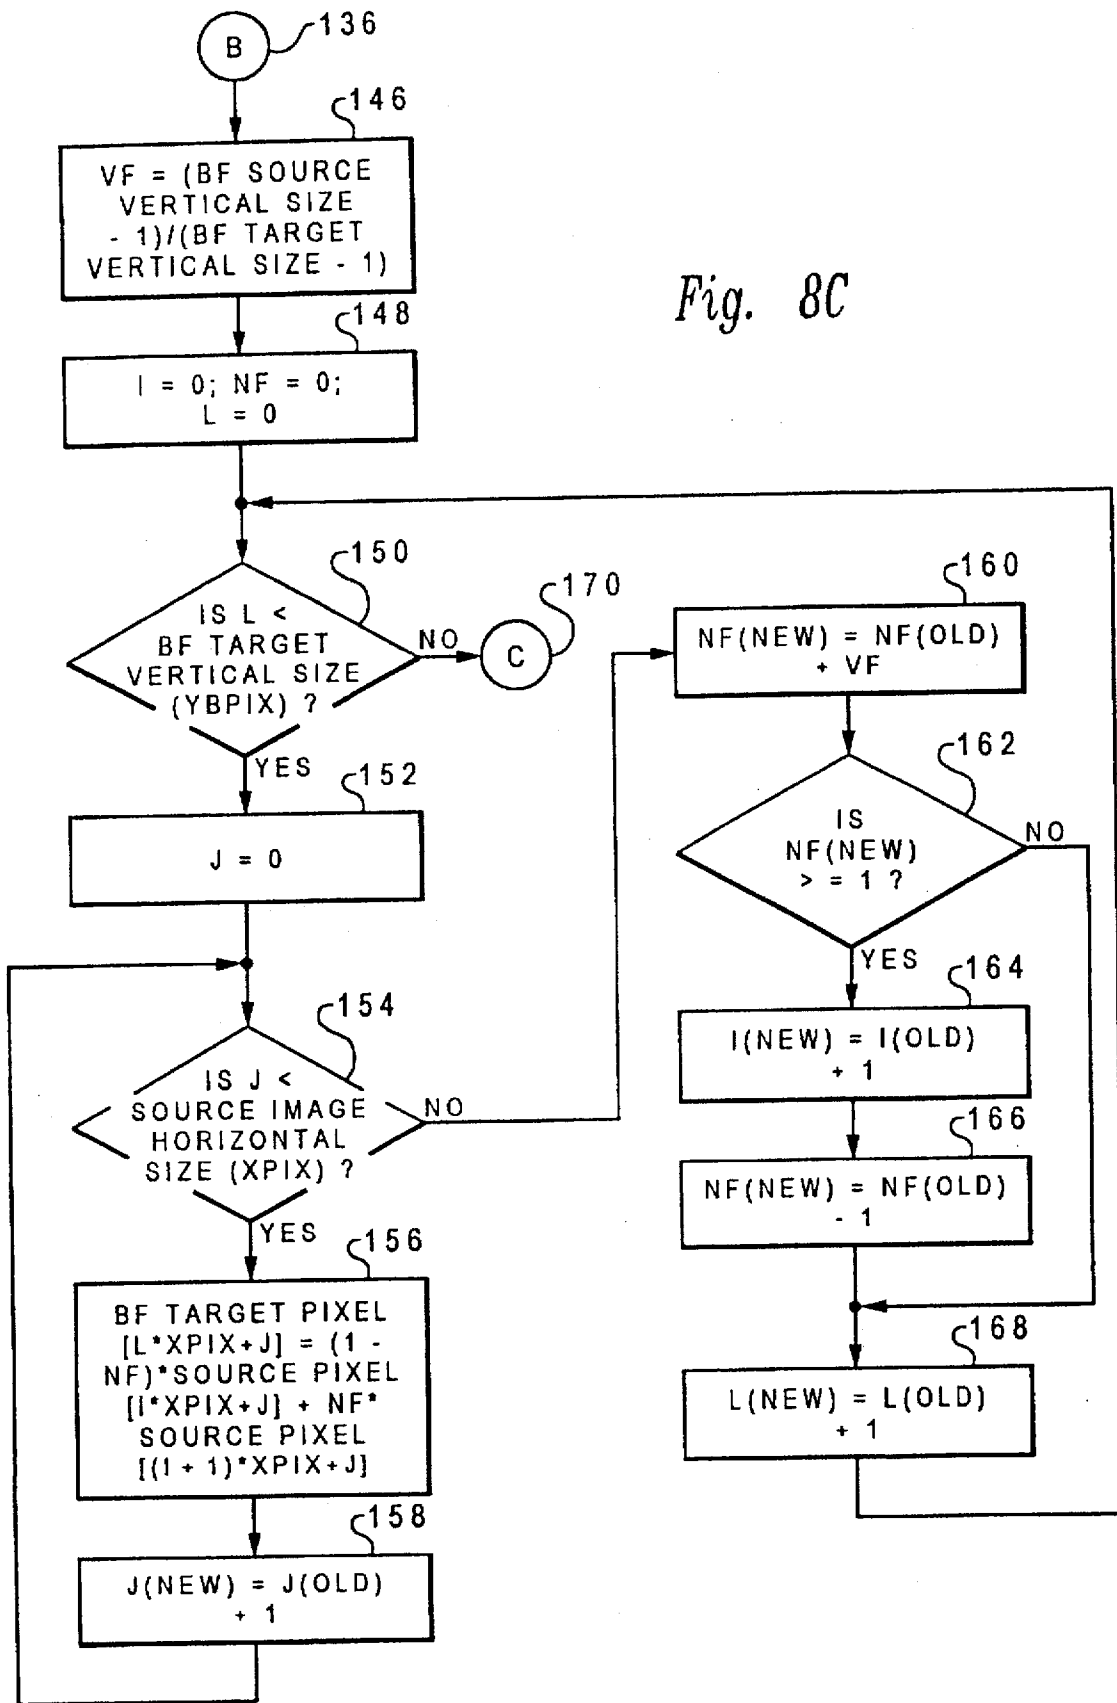 B
136
146
VF = (BF SOURCE
VERTICAL SIZE
- 1)/(BF TARGET
VERTICAL SIZE - 1)
Fig. 8C
148
I = 0; NF = 0;
L = 0
150
IS L <
BF TARGET
VERTICAL SIZE
(YBPIX) ?
NO
C
170
YES
152
J = 0
154
IS J <
SOURCE IMAGE
HORIZONTAL
SIZE (XPIX) ?
NO
YES
156
BF TARGET PIXEL
[L*XPIX+J] = (1 -
NF)*SOURCE PIXEL
[I*XPIX+J] + NF*
SOURCE PIXEL
[(I + 1)*XPIX+J]
158
J(NEW) = J(OLD)
+ 1
160
NF(NEW) = NF(OLD)
+ VF
162
IS
NF(NEW)
> = 1 ?
NO
YES
164
I(NEW) = I(OLD)
+ 1
166
NF(NEW) = NF(OLD)
- 1
168
L(NEW) = L(OLD)
+ 1